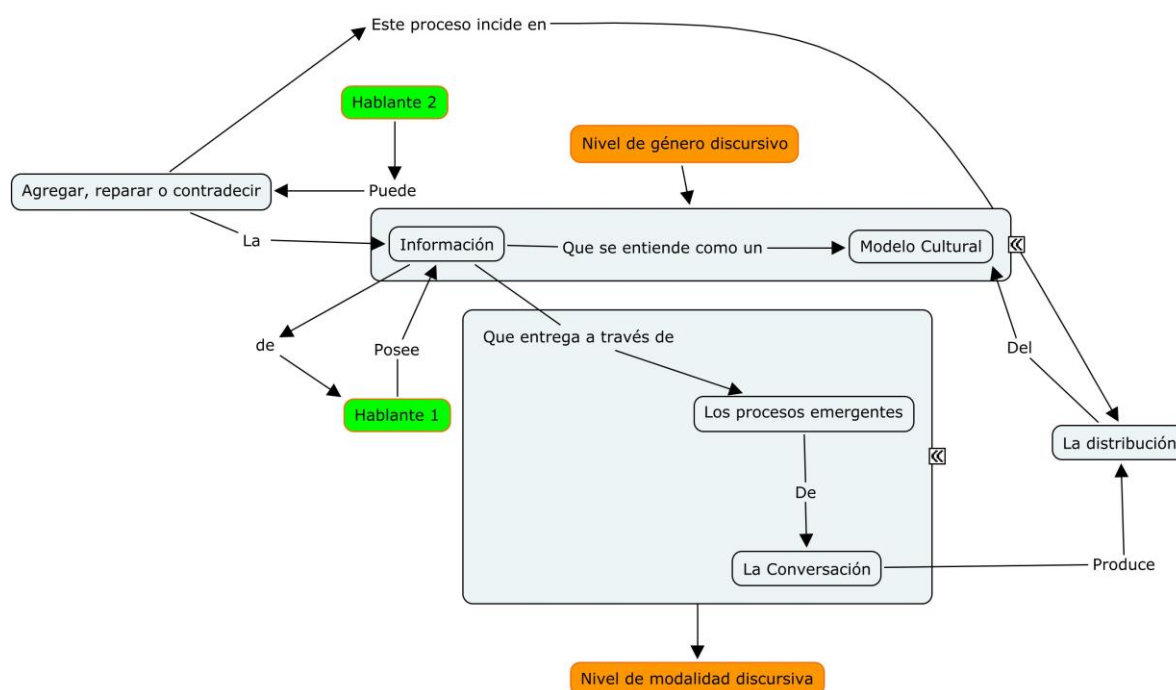 Este proceso incide en
Hablante 2
Nivel de género discursivo
Agregar, reparar o contradecir
Puede
La
Información
Que se entiende como un
Modelo Cultural
de
Posee
Que entrega a través de
Del
Hablante 1
Los procesos emergentes
La distribución
De
La Conversación
Produce
Nivel de modalidad discursiva